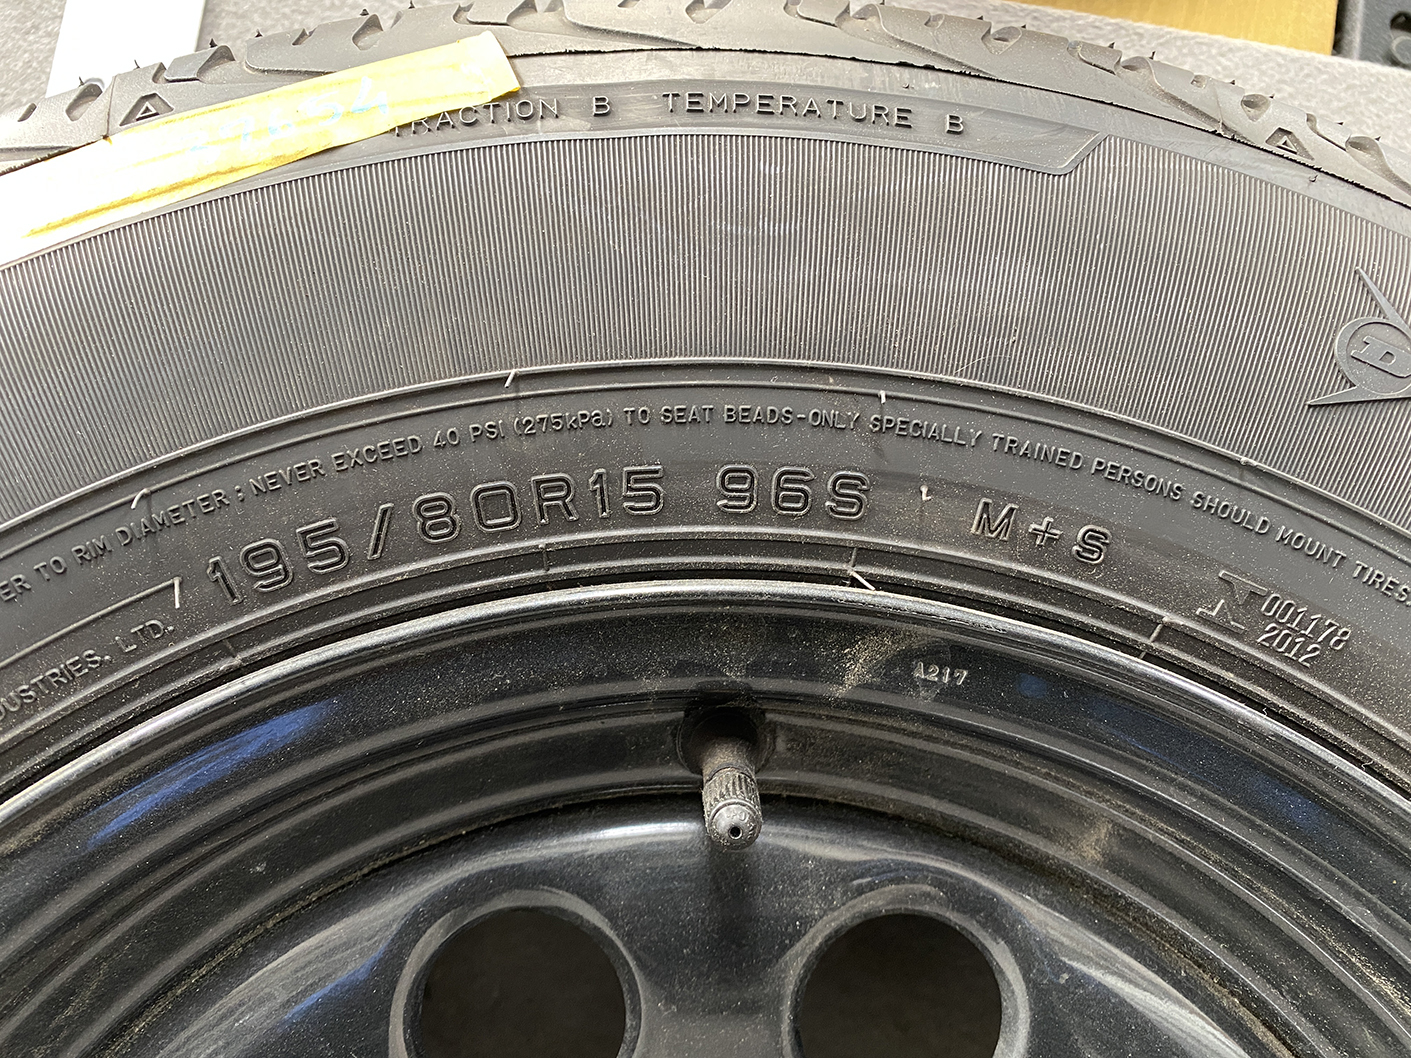 TRACTION B TEMPERATURE B
D
ER TO RIM DIAMETER; NEVER EXCEED 40 PSI (275kPa) TO SEAT BEADS-ONLY SPECIALLY TRAINED PERSONS SHOULD MOUNT TIRES.
195/80R15 96S M+S
DUSTRIES, LTD.
I 001178
2012
A217